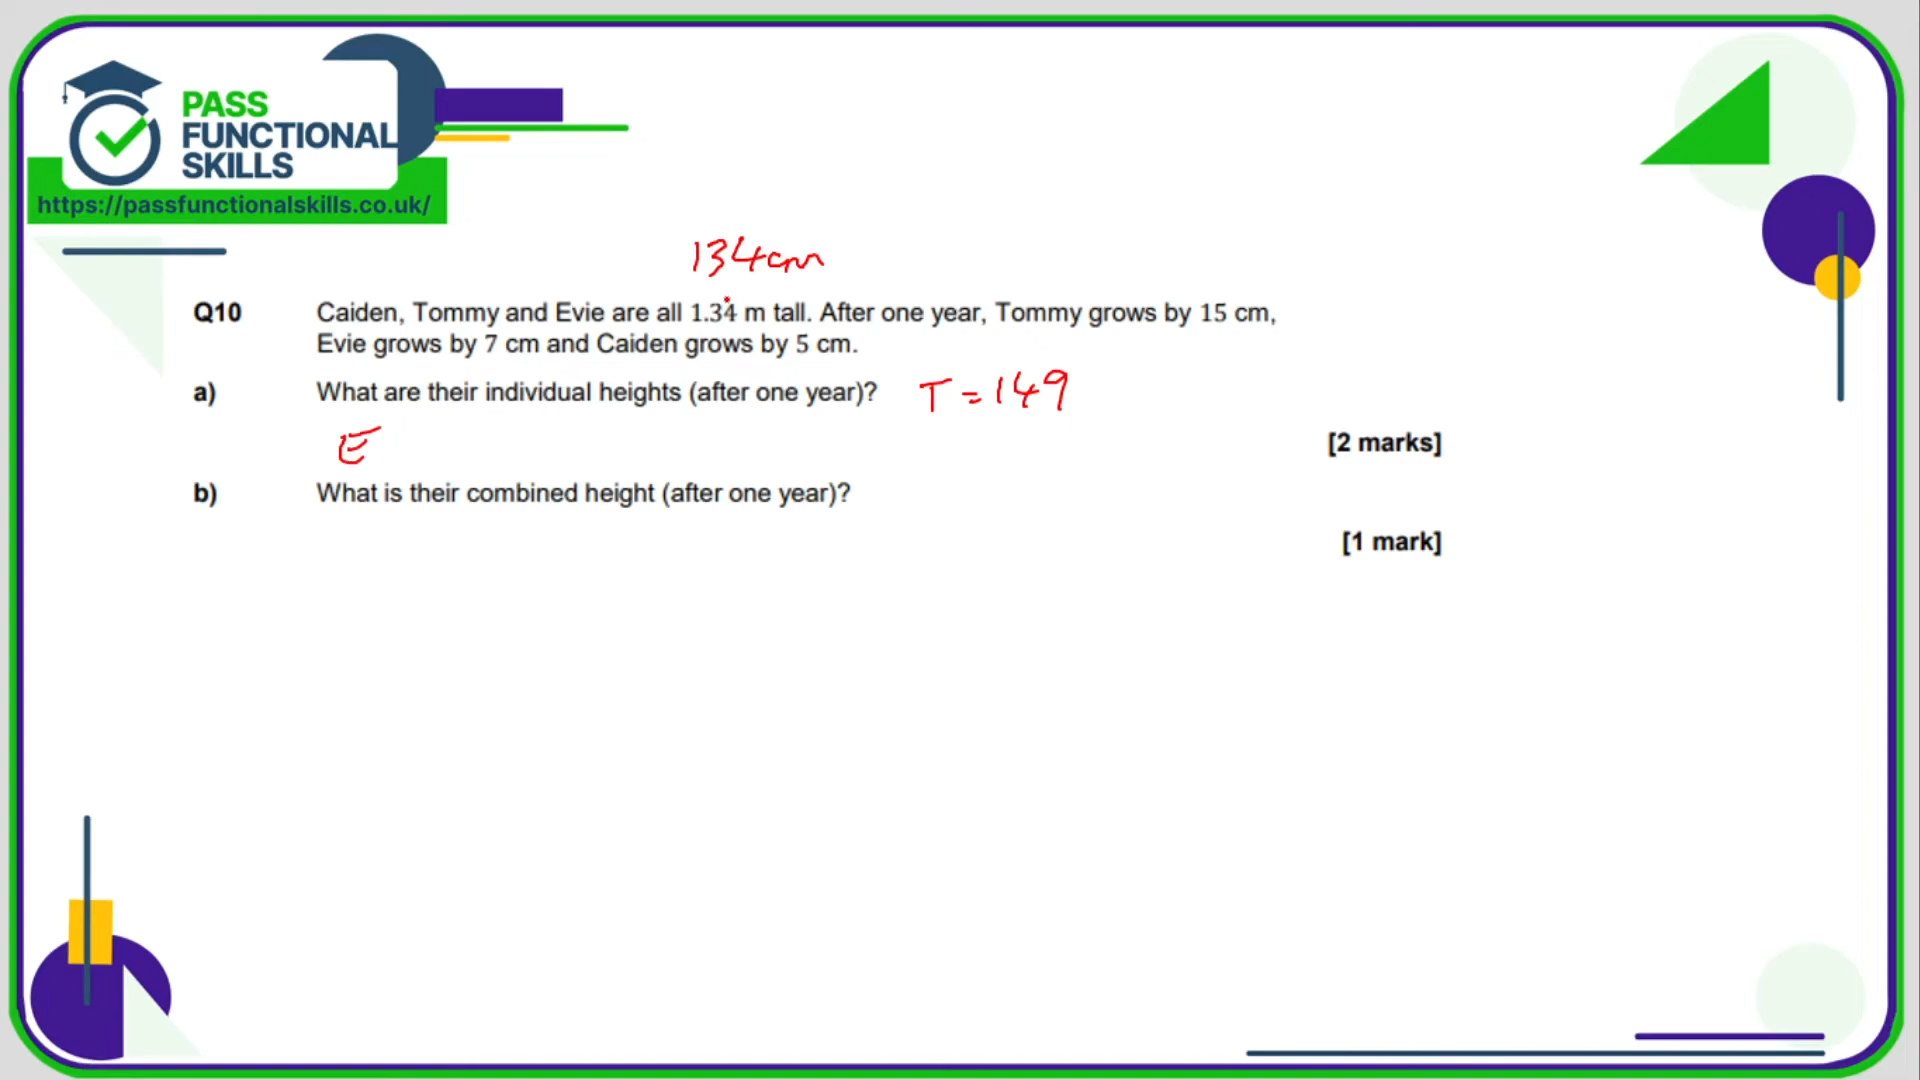 PASS
FUNCTIONAL
SKILLS
https://passfunctionalskills.co.uk/
134cm
Q10 Caiden, Tommy and Evie are all 1.34 m tall. After one year, Tommy grows by 15 cm,
Evie grows by 7 cm and Caiden grows by 5 cm.
a) What are their individual heights (after one year)? T = 149
[2 marks]
E
b) What is their combined height (after one year)?
[1 mark]